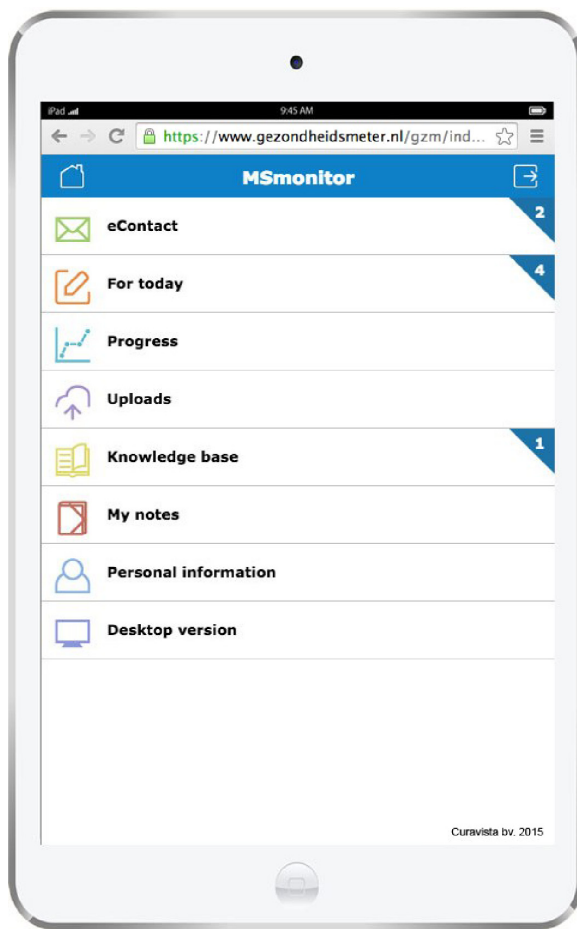 iPad 9:45 AM
https://www.gezondheidsmeter.nl/gzm/ind...
MSmonitor
eContact 2
For today 4
Progress
Uploads
Knowledge base 1
My notes
Personal information
Desktop version
Curavista bv. 2015